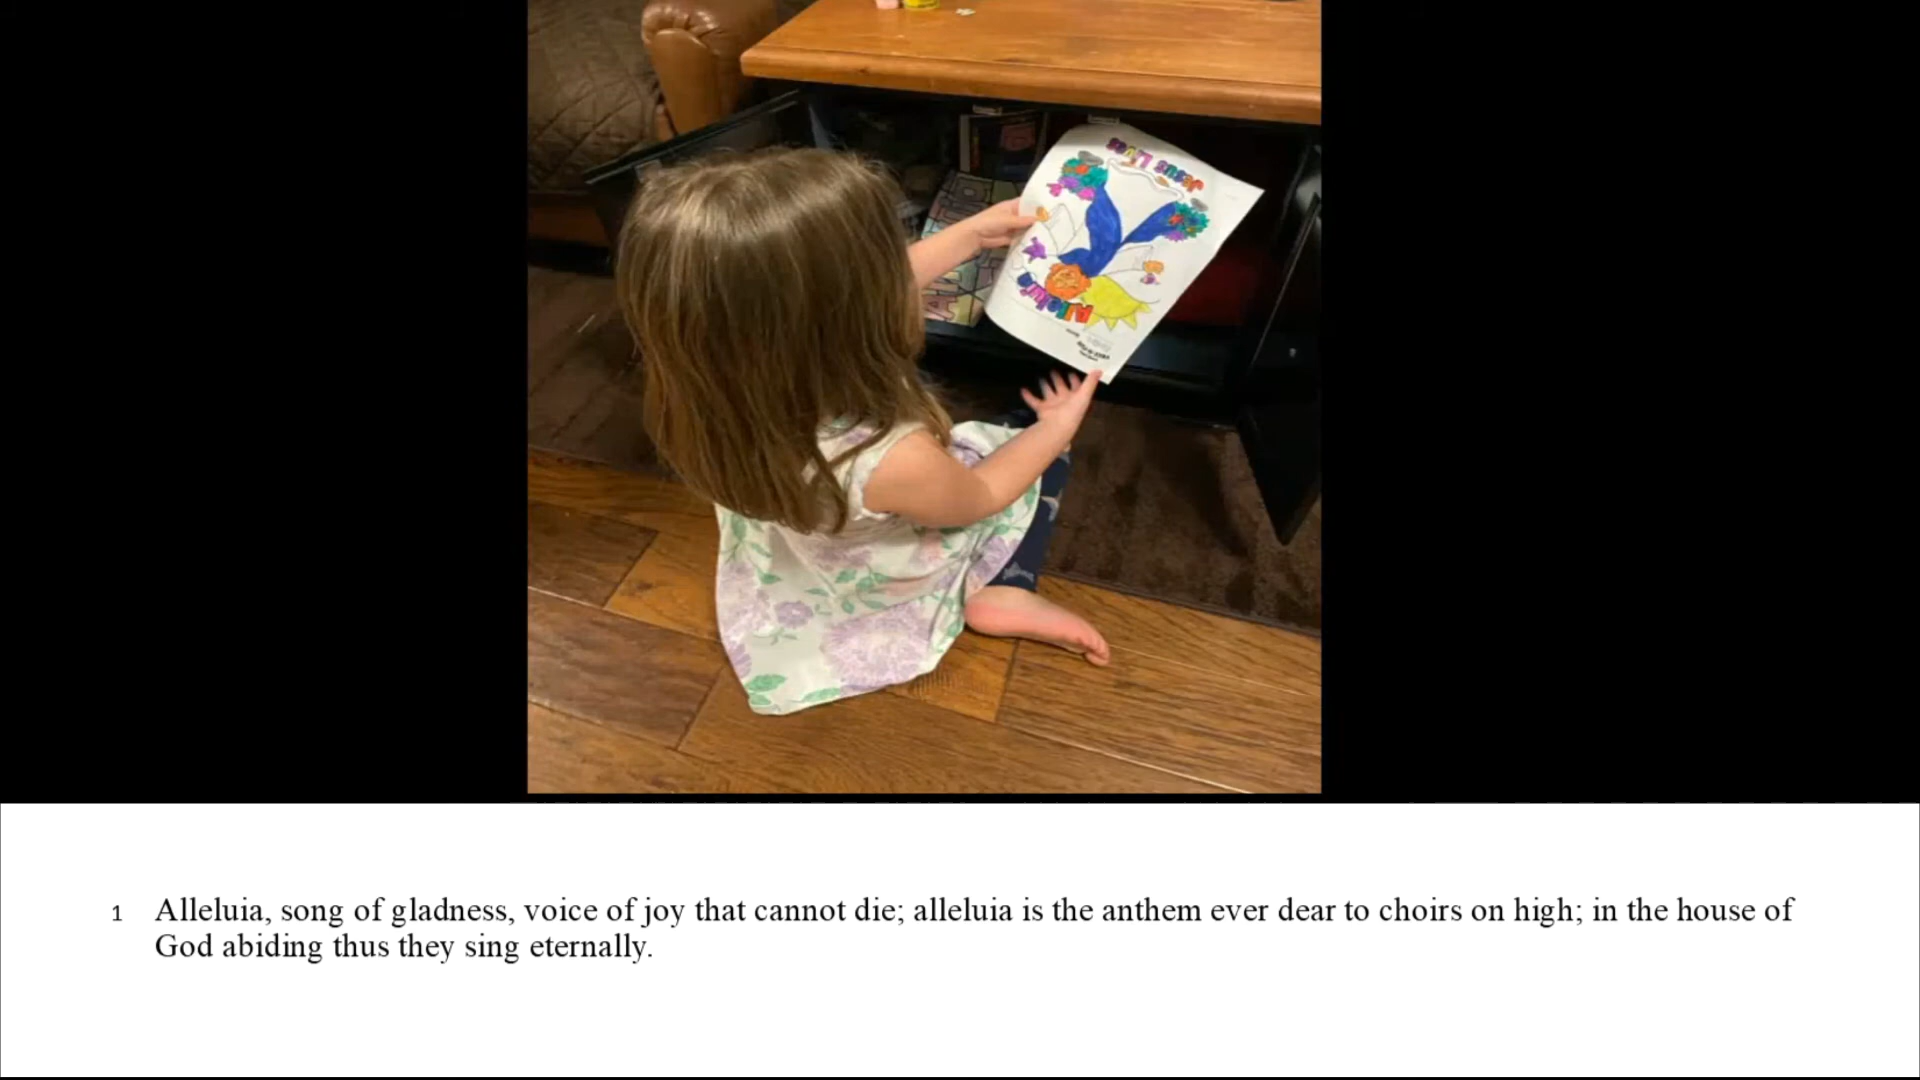 Jesus Lives
Alleluia
1 Alleluia, song of gladness, voice of joy that cannot die; alleluia is the anthem ever dear to choirs on high; in the house of
God abiding thus they sing eternally.